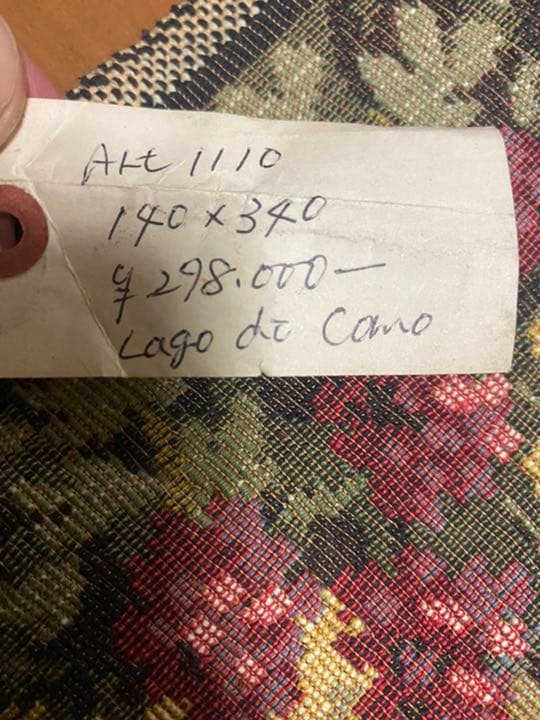 Art 1110
140 x 340
¥298.000—
Lago di Como